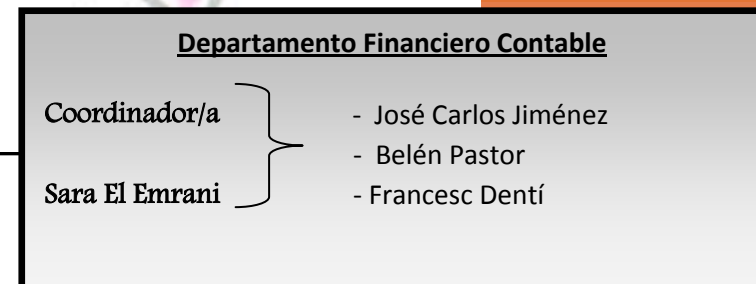 Departamento Financiero Contable
Coordinador/a
Sara El Emrani
- José Carlos Jiménez
- Belén Pastor
- Francesc Dentí